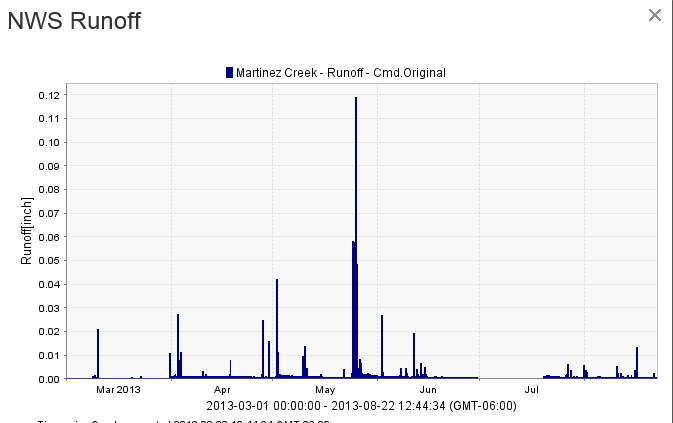 NWS Runoff
Martinez Creek - Runoff - Cmd.Original
0.12
0.11
0.10
0.09
0.08
0.07
0.06
0.05
0.04
0.03
0.02
0.01
0.00
Runoff[inch]
Mar 2013 Apr May Jun Jul
2013-03-01 00:00:00 - 2013-08-22 12:44:34 (GMT-06:00)